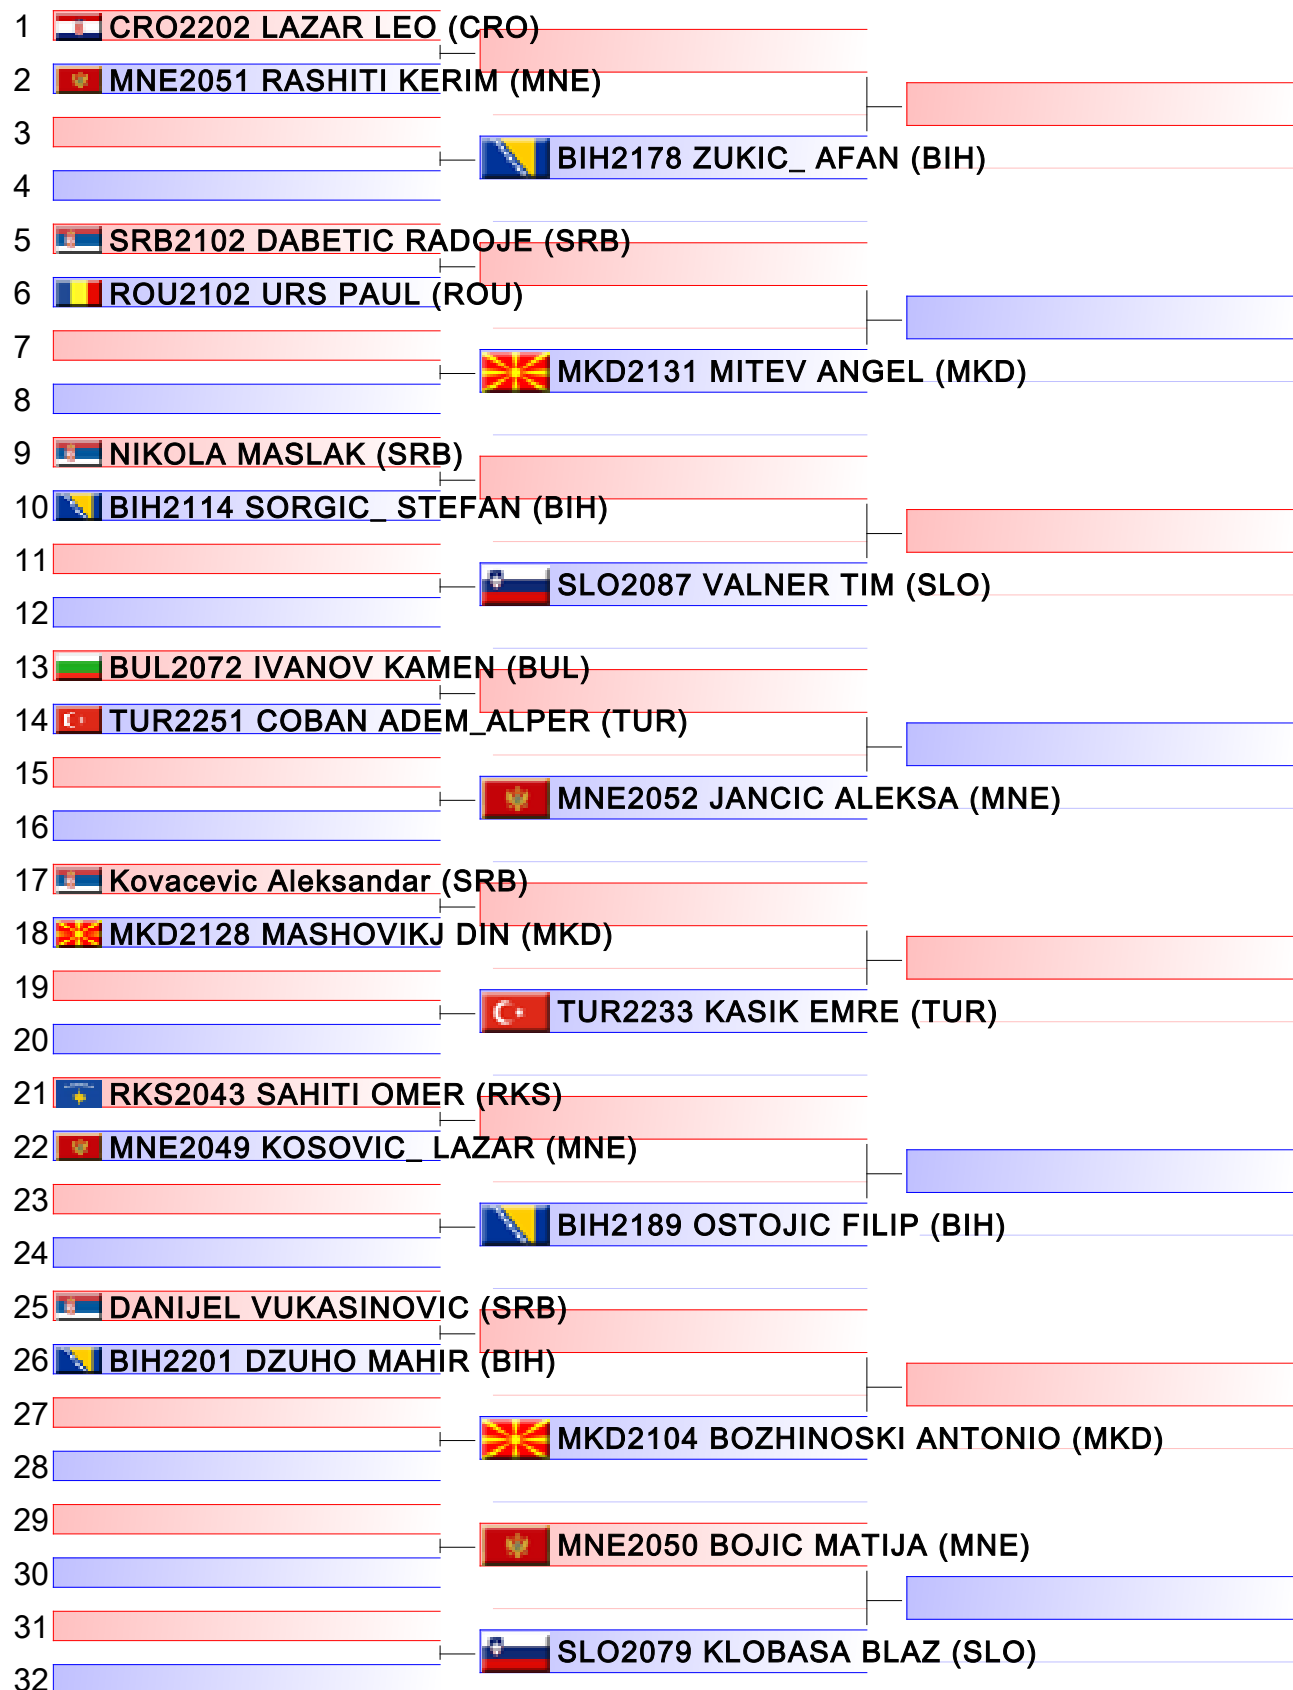 1 CRO2202 LAZAR LEO (CRO)
2 MNE2051 RASHITI KERIM (MNE)
3
BIH2178 ZUKIC_ AFAN (BIH)
4
5 SRB2102 DABETIC RADOJE (SRB)
6 ROU2102 URS PAUL (ROU)
7
MKD2131 MITEV ANGEL (MKD)
8
9 NIKOLA MASLAK (SRB)
10 BIH2114 SORGIC_ STEFAN (BIH)
11
SLO2087 VALNER TIM (SLO)
12
13 BUL2072 IVANOV KAMEN (BUL)
14 TUR2251 COBAN ADEM_ALPER (TUR)
15
MNE2052 JANCIC ALEKSA (MNE)
16
17 Kovacevic Aleksandar (SRB)
18 MKD2128 MASHOVIKJ DIN (MKD)
19
TUR2233 KASIK EMRE (TUR)
20
21 RKS2043 SAHITI OMER (RKS)
22 MNE2049 KOSOVIC_ LAZAR (MNE)
23
BIH2189 OSTOJIC FILIP (BIH)
24
25 DANIJEL VUKASINOVIC (SRB)
26 BIH2201 DZUHO MAHIR (BIH)
27
MKD2104 BOZHINOSKI ANTONIO (MKD)
28
29
MNE2050 BOJIC MATIJA (MNE)
30
31
SLO2079 KLOBASA BLAZ (SLO)
32